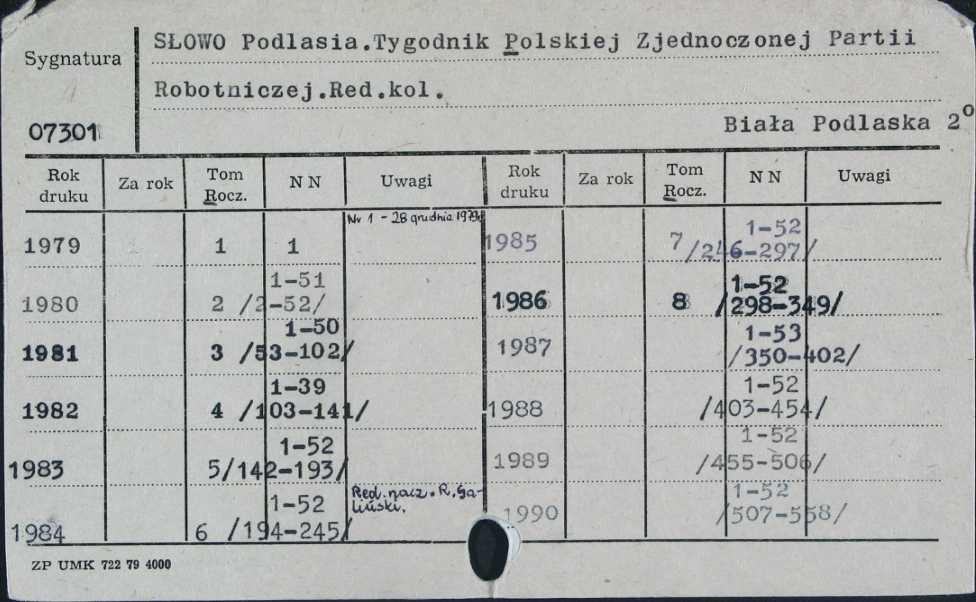 Sygnatura
SŁOWO Podlasia.Tygodnik Polskiej Zjednoczonej Partii
Robotniczej.Red.kol.
07301
Biała Podlaska 2°
Rok druku Za rok Tom Rocz. N N Uwagi Rok druku Za rok Tom Rocz. N N Uwagi
1979 1 1 Nr 1 - 28 grudnia 1979
1980 2 1-51 /2-52/
1981 3 1-50 /53-102/
1982 4 1-39 /103-141/
1983 5 1-52 /142-193/
1984 6 1-52 /194-245/ Red. nacz. R. Ga-
liński.
1985 7 1-52 /246-297/
1986 8 1-52 /298-349/
1987 1-53 /350-402/
1988 1-52 /403-454/
1989 1-52 /455-506/
1990 1-52 /507-558/
ZP UMK 722 79 4000